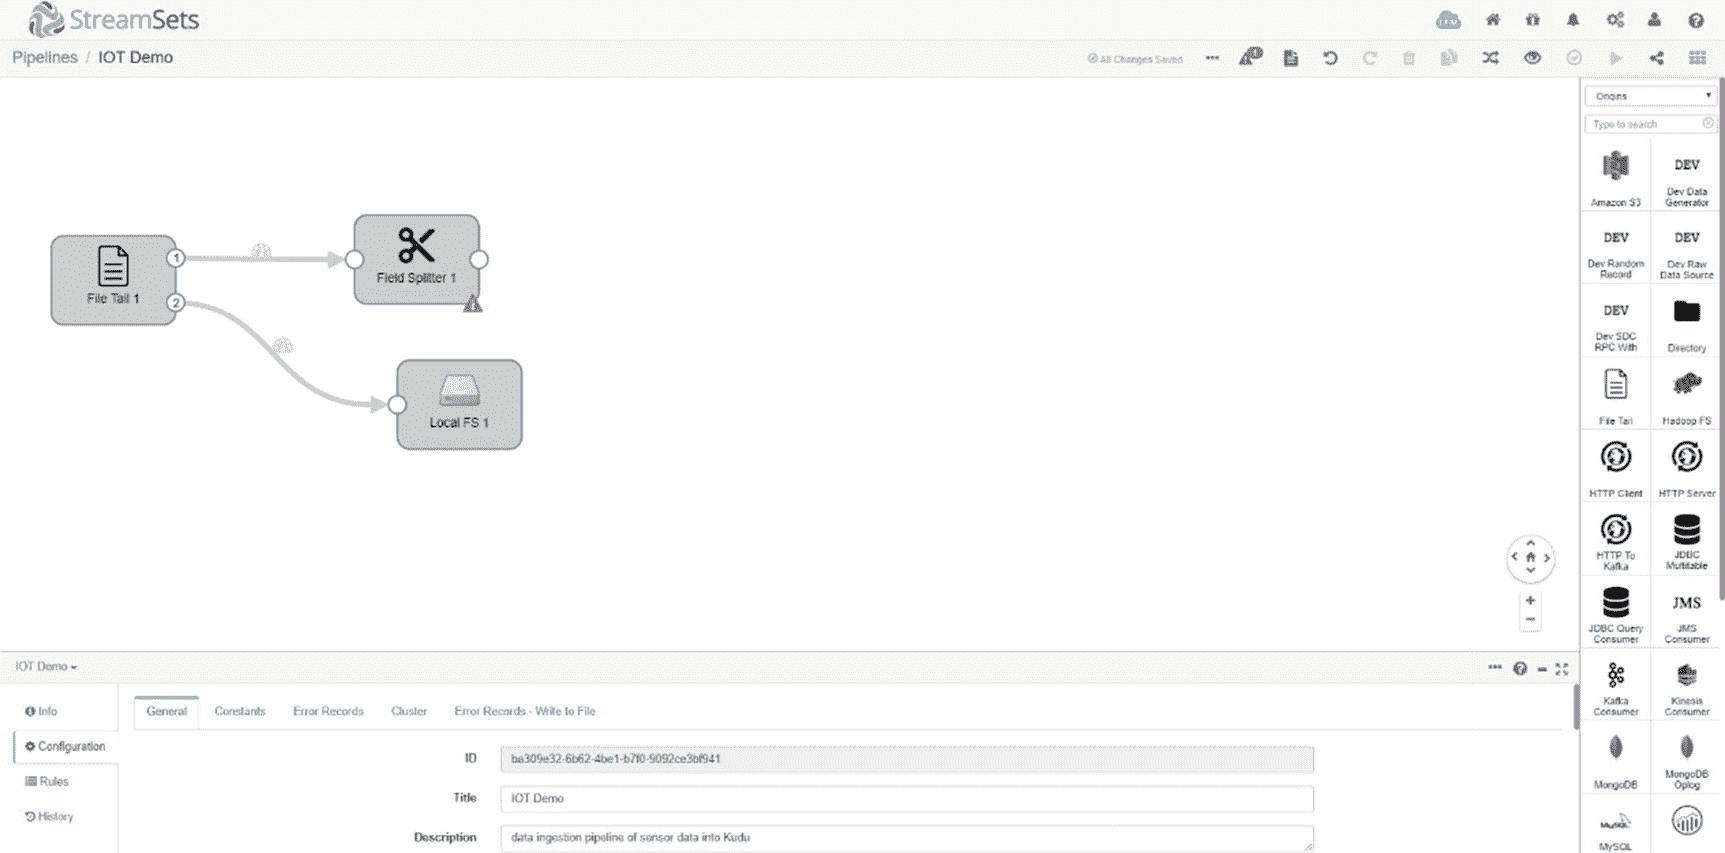 StreamSets
Pipelines / IOT Demo
All Changes Saved
Origins
Type to search
Amazon S3
DEV
Dev Data
Generator
DEV
Dev Random
Record
DEV
Dev Raw
Data Source
DEV
Dev SDC
RPC With
Directory
File Tail
Hadoop FS
HTTP Client
HTTP Server
HTTP To
Kafka
JDBC
Multitable
JDBC Query
Consumer
JMS
JMS
Consumer
Kafka
Consumer
Kinesis
Consumer
MongoDB
MongoDB
Oplog
MySQL
MySQL
1
2
File Tail 1
Field Splitter 1
Local FS 1
IOT Demo
Info
Configuration
Rules
History
General
Constants
Error Records
Cluster
Error Records - Write to File
ID
ba309e32-6b62-4be1-b7f0-9092ce3bf941
Title
IOT Demo
Description
data ingestion pipeline of sensor data into Kudu